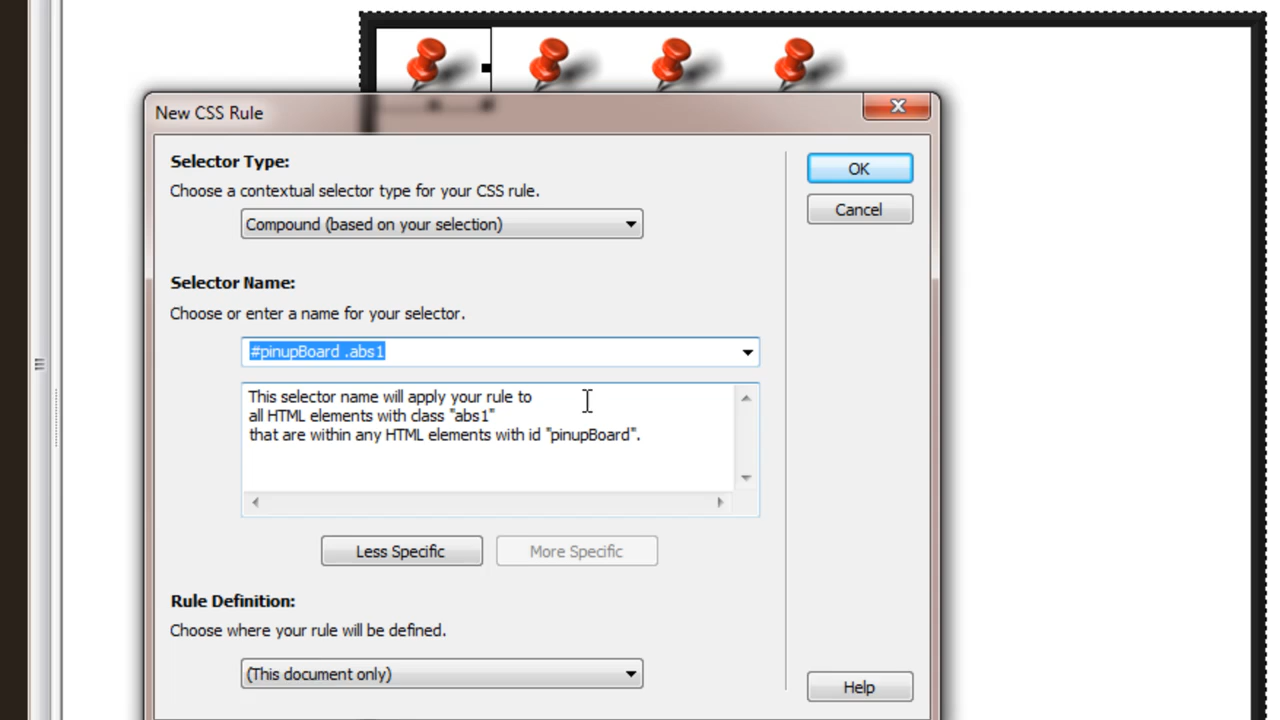 New CSS Rule
Selector Type:
Choose a contextual selector type for your CSS rule.
Compound (based on your selection)
OK
Cancel
Selector Name:
Choose or enter a name for your selector.
#pinupBoard .abs1
This selector name will apply your rule to
all HTML elements with class "abs1"
that are within any HTML elements with id "pinupBoard".
Less Specific
More Specific
Rule Definition:
Choose where your rule will be defined.
(This document only)
Help